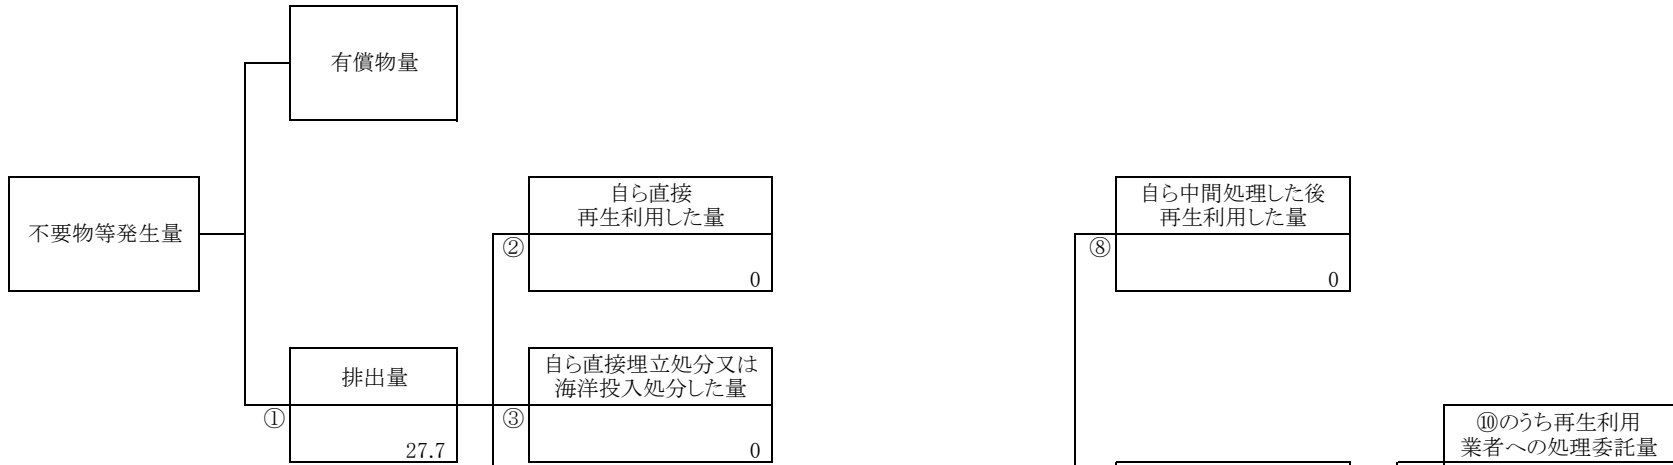 有償物量
不要物等発生量
自ら直接
再生利用した量
②
0
自ら中間処理した後
再生利用した量
⑧
0
排出量
①
27.7
自ら直接埋立処分又は
海洋投入処分した量
③
0
⑩のうち再生利用
業者への処理委託量